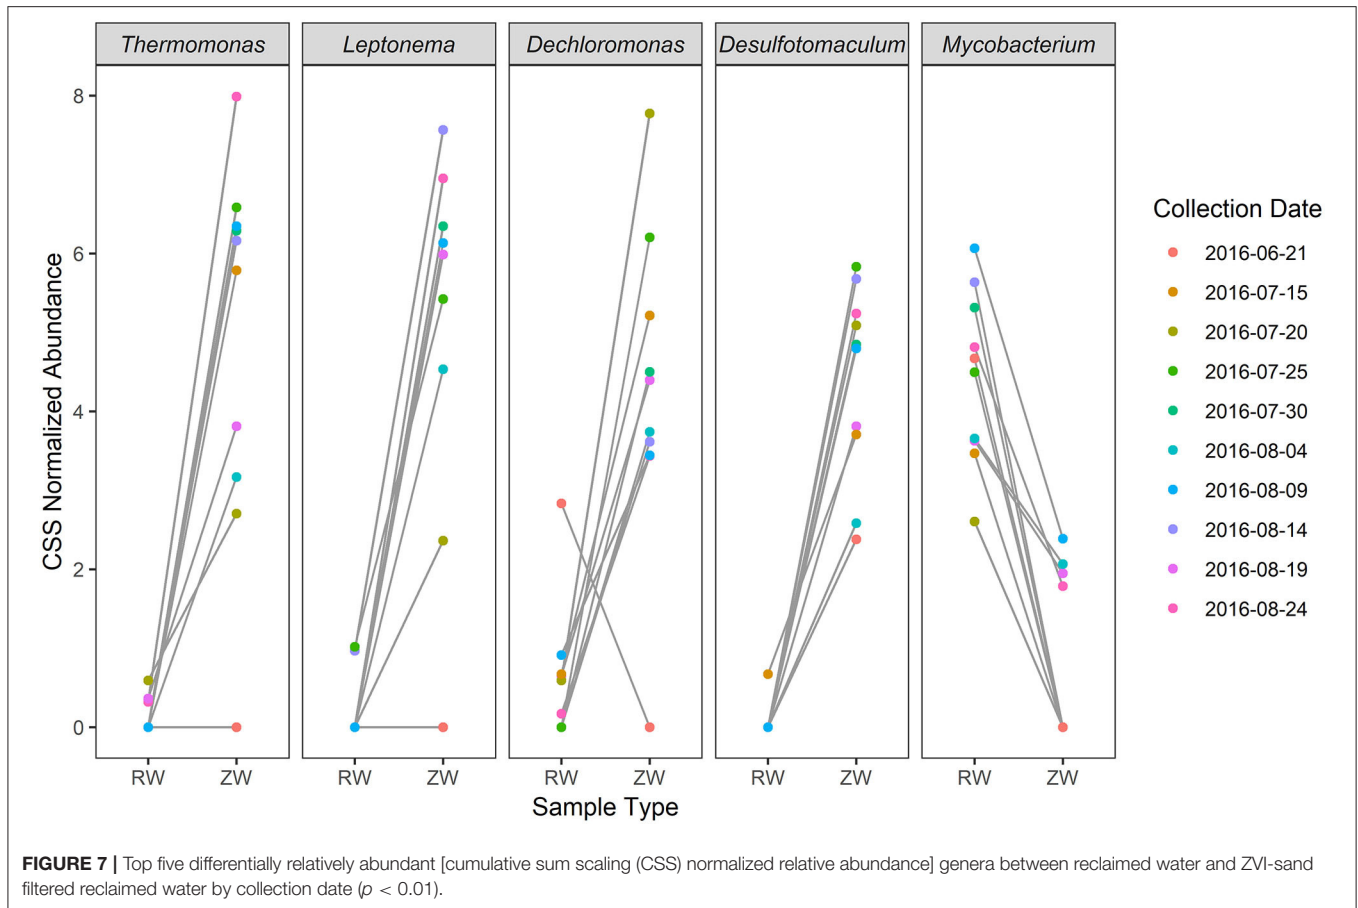 Thermomonas Leptonema Dechloromonas Desulfotomaculum Mycobacterium
8
6
4
2
0
CSS Normalized Abundance
RW ZW RW ZW RW ZW RW ZW RW ZW
Sample Type
Collection Date
2016-06-21
2016-07-15
2016-07-20
2016-07-25
2016-07-30
2016-08-04
2016-08-09
2016-08-14
2016-08-19
2016-08-24
FIGURE 7 | Top five differentially relatively abundant [cumulative sum scaling (CSS) normalized relative abundance] genera between reclaimed water and ZVI-sand
filtered reclaimed water by collection date (p < 0.01).